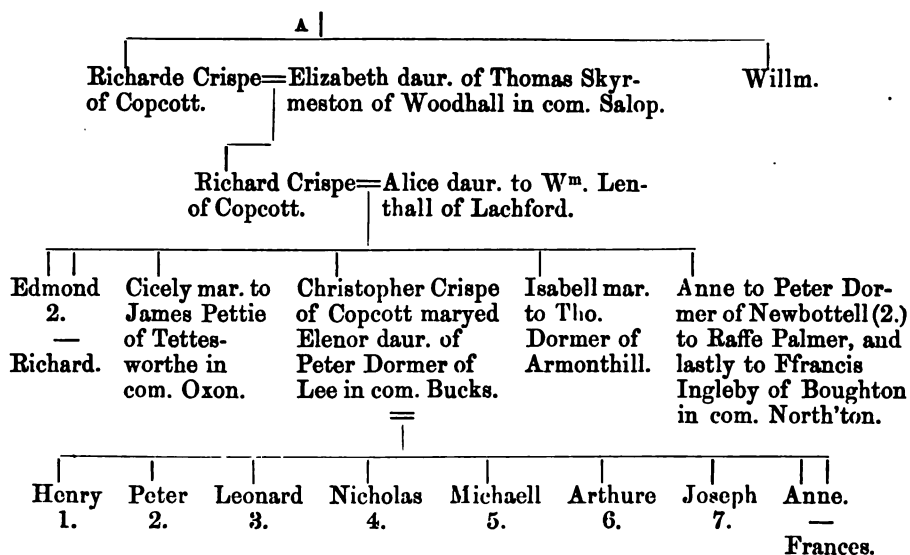 A
Richarde Crispe=Elizabeth daur. of Thomas Skyr-
of Copcott. meston of Woodhall in com. Salop.
Willm.
Richard Crispe=Alice daur. to Wᵐ. Len-
of Copcott. thall of Lachford.
Edmond
2.
—
Richard.
Cicely mar. to
James Pettie
of Tettes-
worthe in
com. Oxon.
Christopher Crispe
of Copcott maryed
Elenor daur. of
Peter Dormer of
Lee in com. Bucks.
=
Isabell mar.
to Tho.
Dormer of
Armonthill.
Anne to Peter Dor-
mer of Newbottell (2.)
to Raffe Palmer, and
lastly to Ffrancis
Ingleby of Boughton
in com. North'ton.
Henry
1.
Peter
2.
Leonard
3.
Nicholas
4.
Michaell
5.
Arthure
6.
Joseph
7.
Anne.
—
Frances.